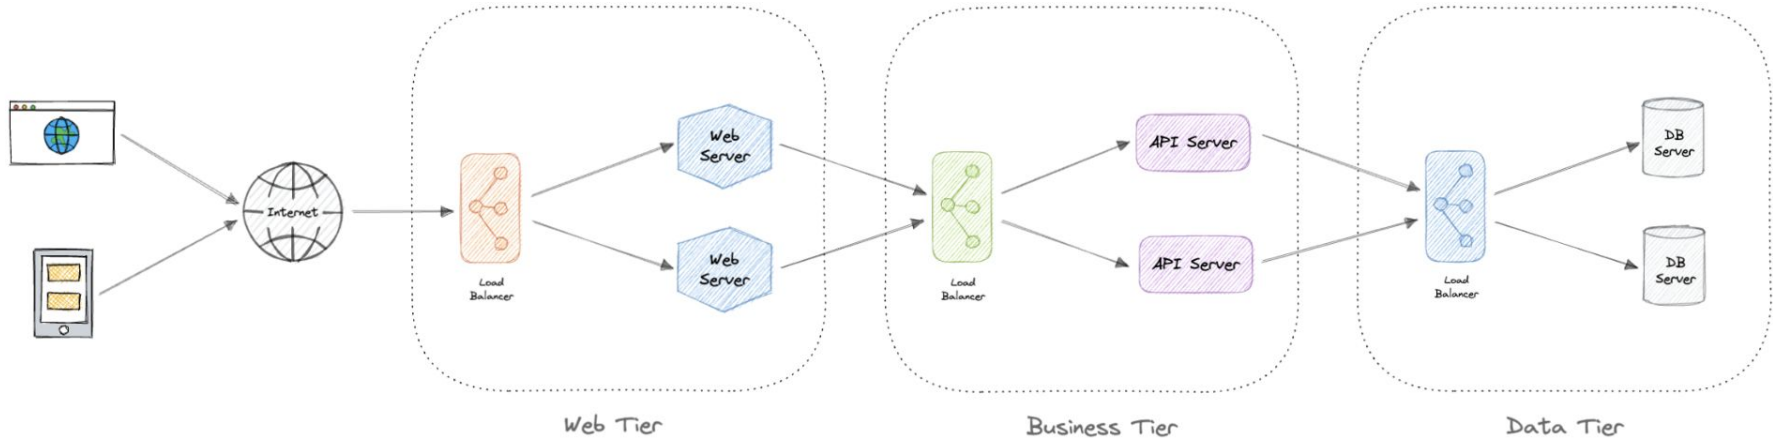 Internet
Load
Balancer
Web
Server
Web
Server
Web Tier
Load
Balancer
API Server
API Server
Business Tier
Load
Balancer
DB
Server
DB
Server
Data Tier